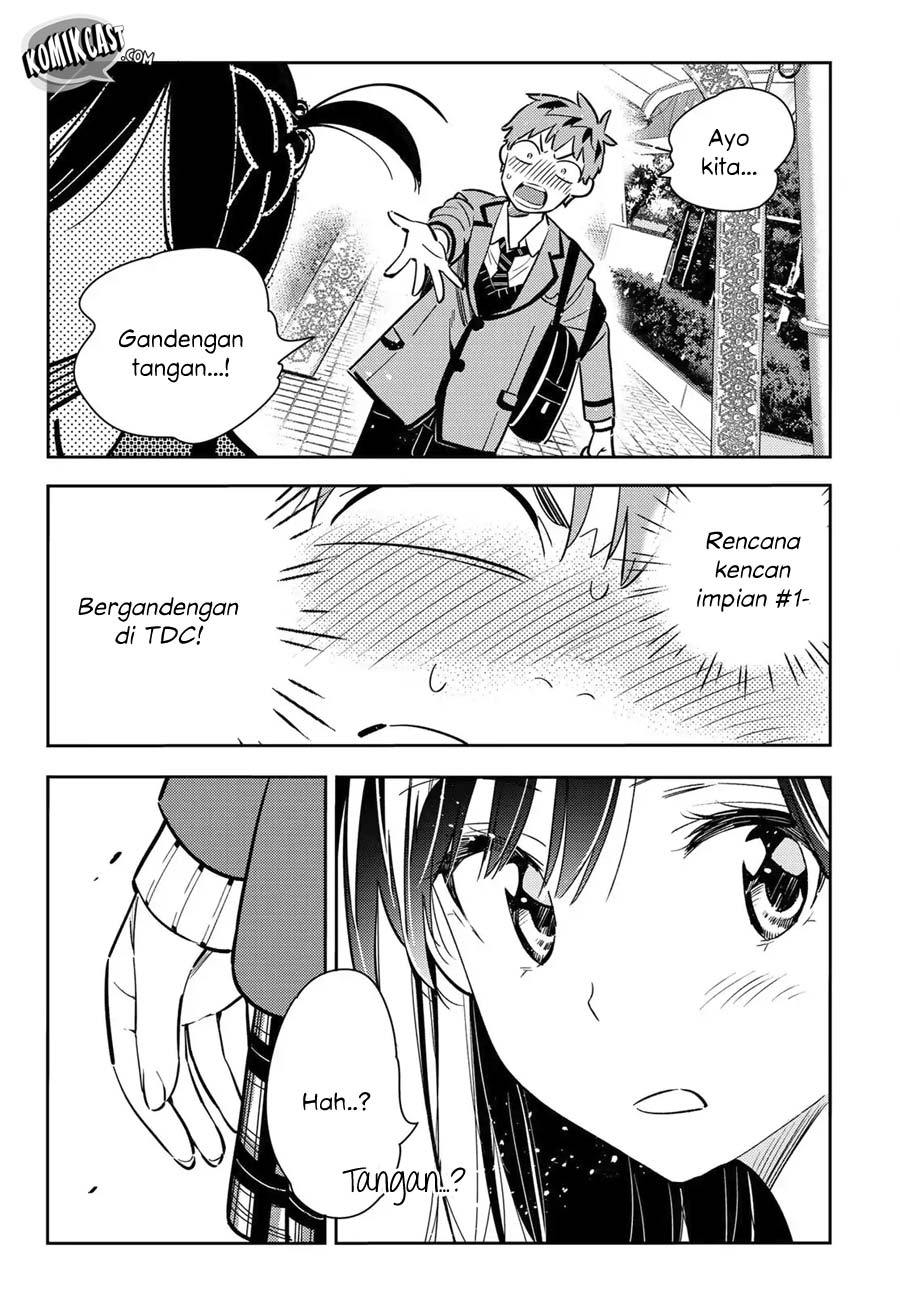 KOMIKCAST
.COM
Ayo
kita...
Gandengan
tangan...!
Rencana
kencan
impian #1-
Bergandengan
di TDC!
Hah..?
Tangan...?